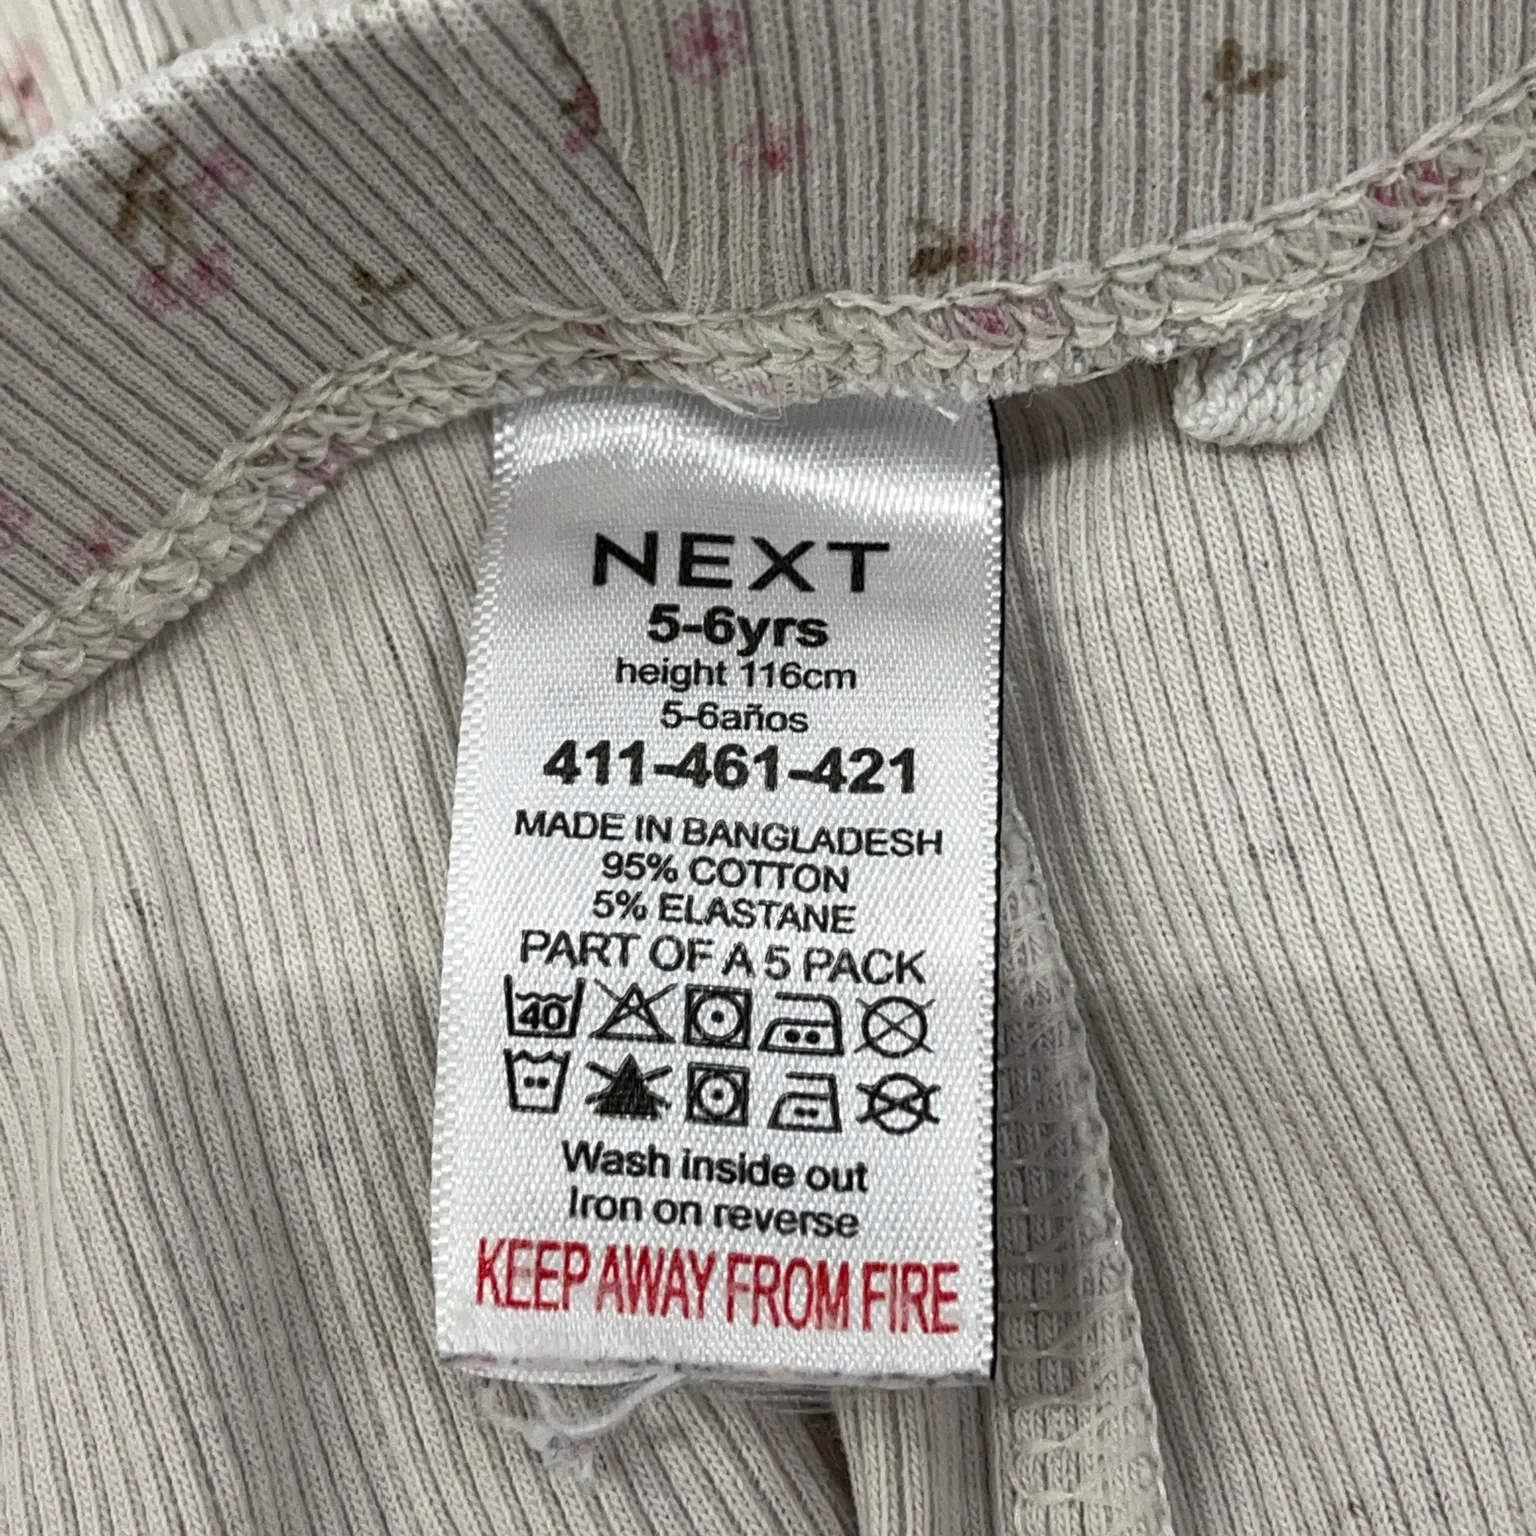 NEXT
5-6yrs
height 116cm
5-6años
411-461-421
MADE IN BANGLADESH
95% COTTON
5% ELASTANE
PART OF A 5 PACK
40
Wash inside out
Iron on reverse
KEEP AWAY FROM FIRE